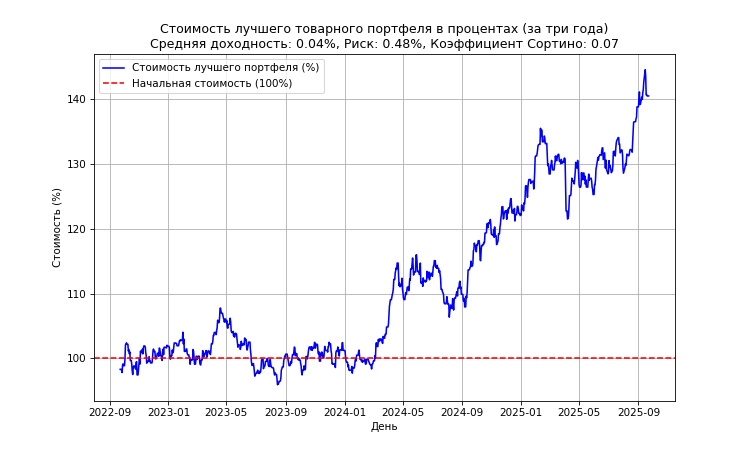 Стоимость лучшего товарного портфеля в процентах (за три года)
Средняя доходность: 0.04%, Риск: 0.48%, Коэффициент Сортино: 0.07
Стоимость лучшего портфеля (%)
Начальная стоимость (100%)
Стоимость (%)
140
130
120
110
100
2022-09 2023-01 2023-05 2023-09 2024-01 2024-05 2024-09 2025-01 2025-05 2025-09
День